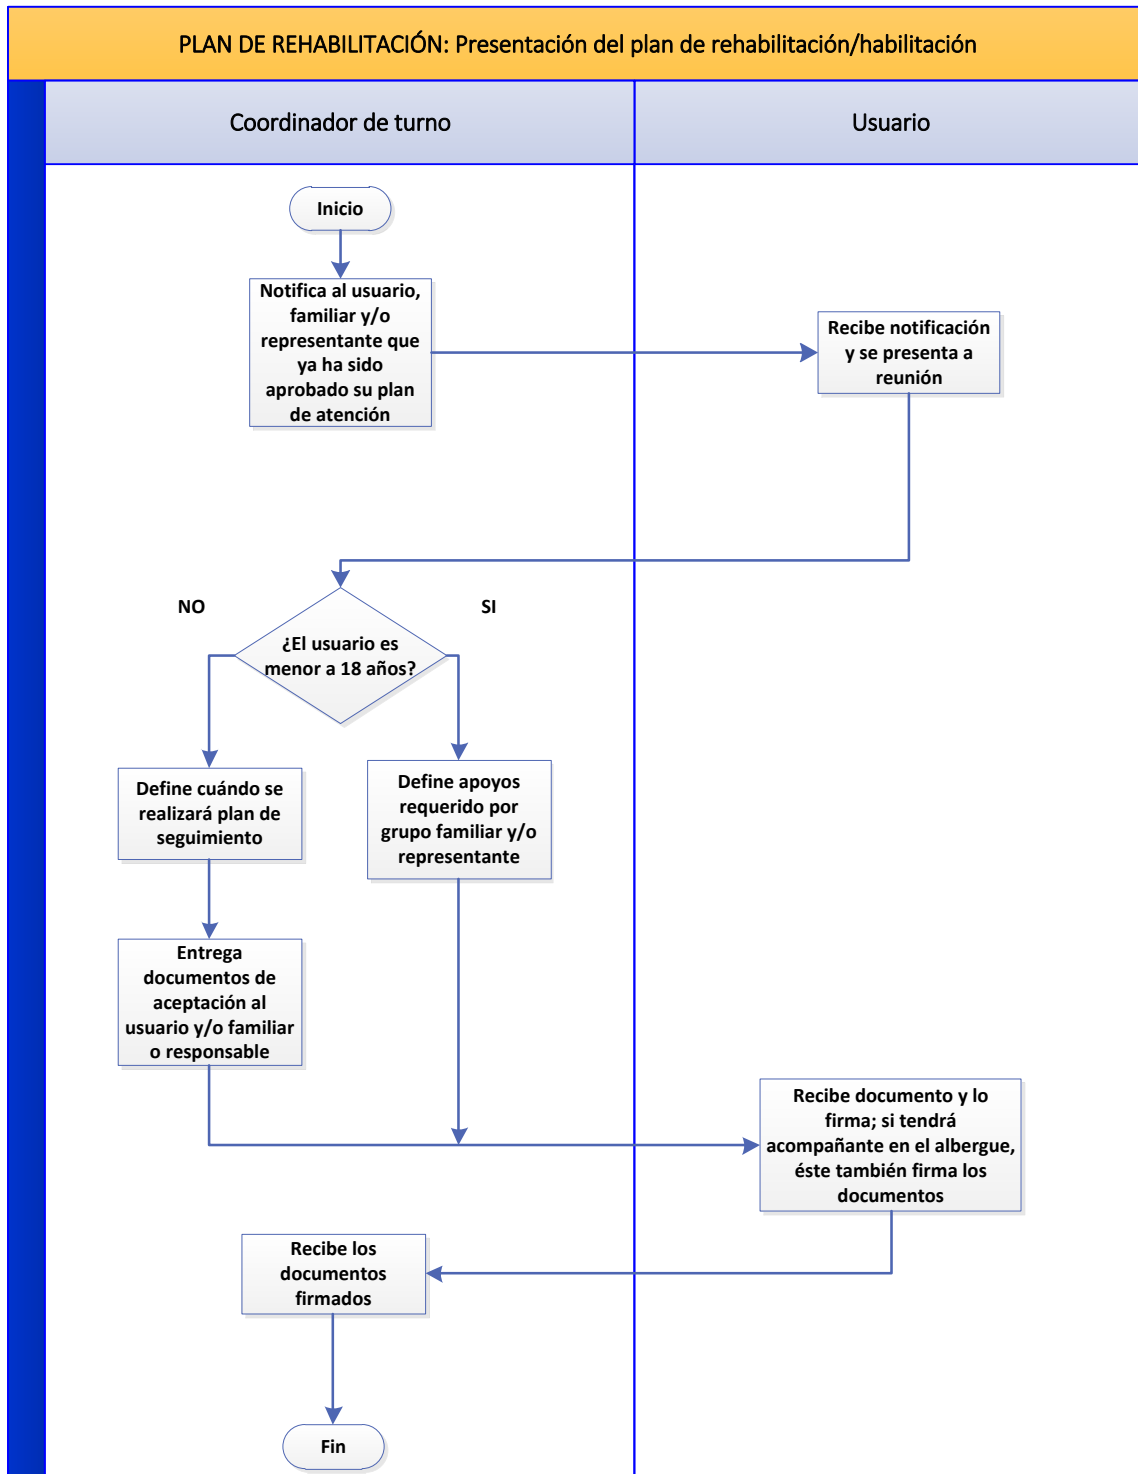 PLAN DE REHABILITACIÓN: Presentación del plan de rehabilitación/habilitación
Coordinador de turno
Usuario
Inicio
Notifica al usuario,
familiar y/o
representante que
ya ha sido
aprobado su plan
de atención
Recibe notificación
y se presenta a
reunión
NO
SI
¿El usuario es
menor a 18 años?
Define cuándo se
realizará plan de
seguimiento
Define apoyos
requerido por
grupo familiar y/o
representante
Entrega
documentos de
aceptación al
usuario y/o familiar
o responsable
Recibe documento y lo
firma; si tendrá
acompañante en el albergue,
éste también firma los
documentos
Recibe los
documentos
firmados
Fin